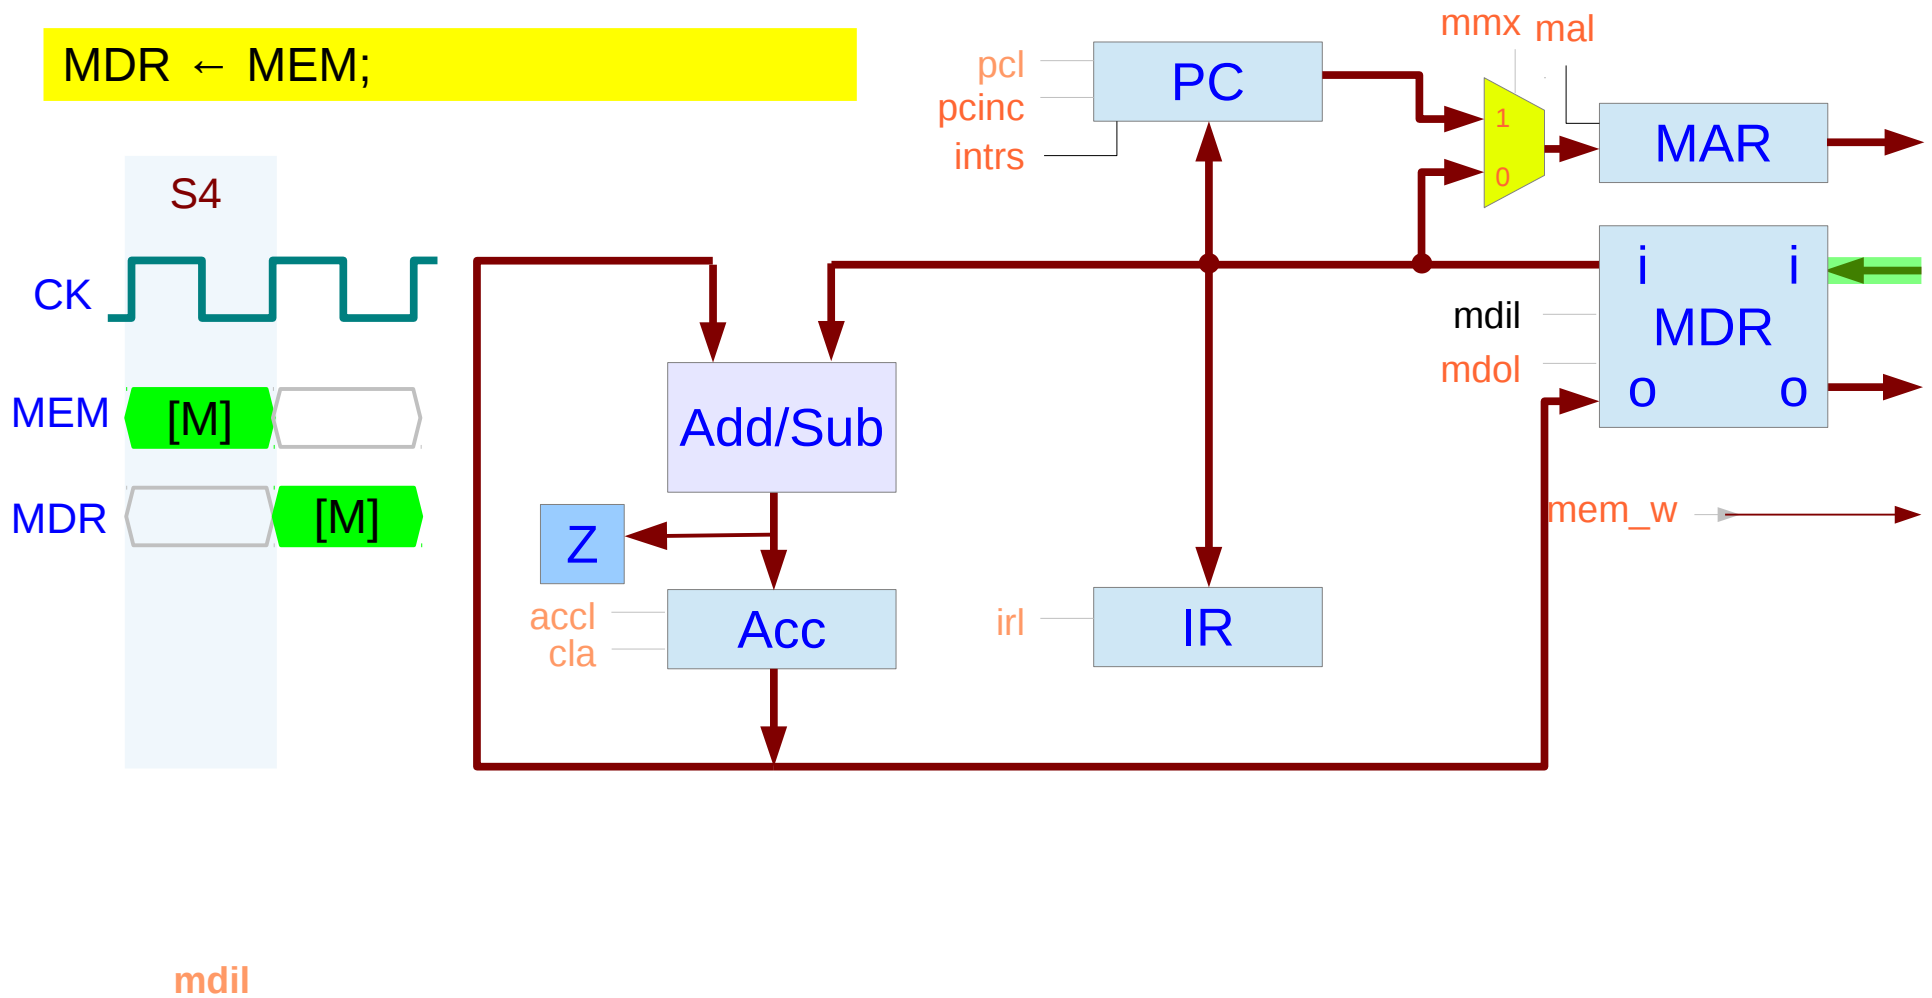 MDR ← MEM;
S4
CK
MEM
[M]
MDR
[M]
mdil
pcl
pcinc
intrs
PC
mmx
mal
1
0
MAR
i
i
mdil
MDR
mdol
o
o
mem_w
Add/Sub
Z
accl
cla
Acc
irl
IR